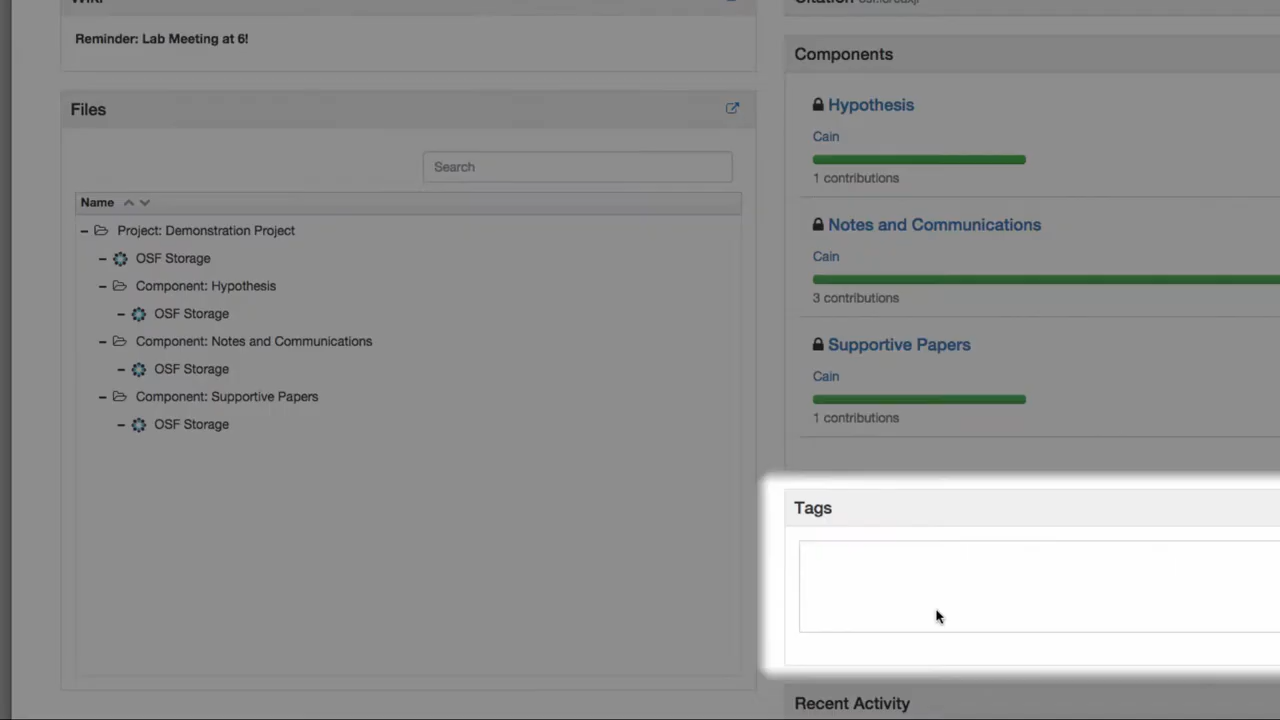 Wiki
Reminder: Lab Meeting at 6!
Files
Search
Name
Project: Demonstration Project
OSF Storage
Component: Hypothesis
OSF Storage
Component: Notes and Communications
OSF Storage
Component: Supportive Papers
OSF Storage
Citation
Components
Hypothesis
Cain
1 contributions
Notes and Communications
Cain
3 contributions
Supportive Papers
Cain
1 contributions
Tags
Recent Activity